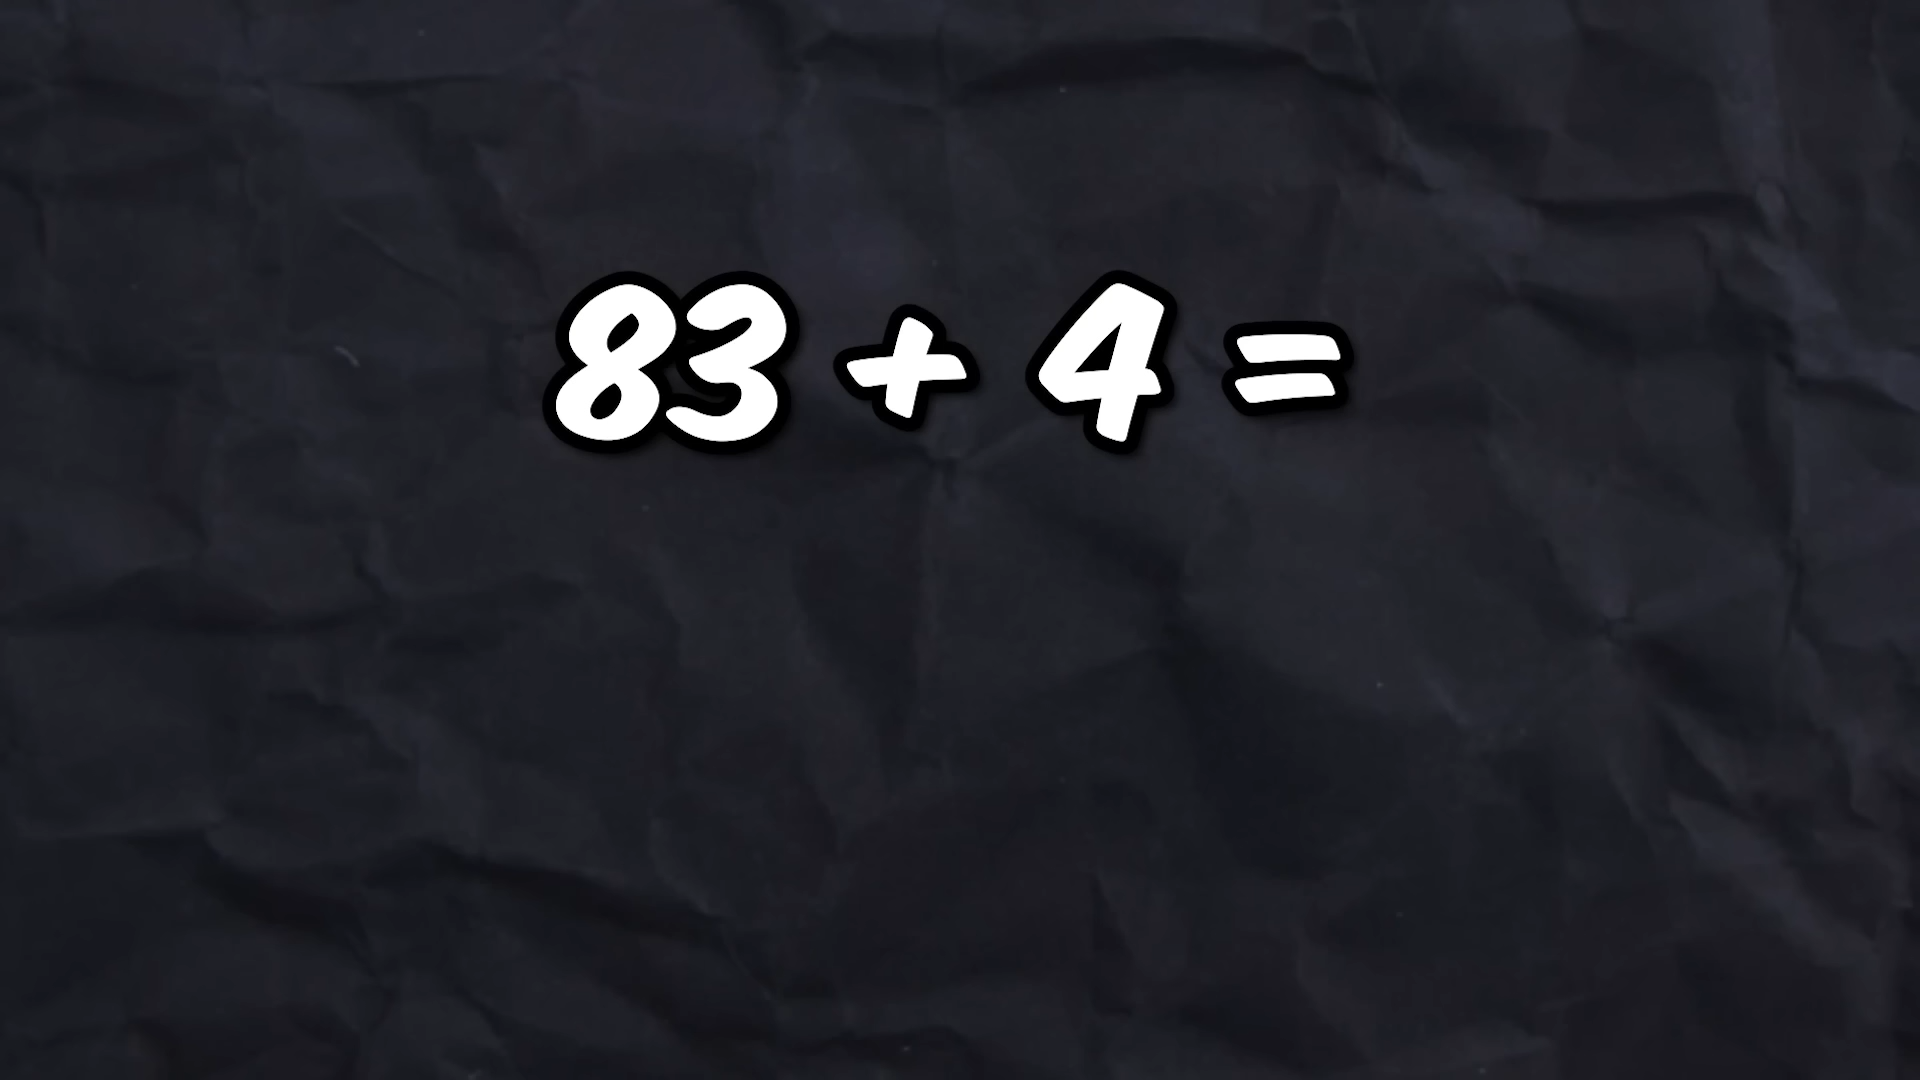 83 + 4 =